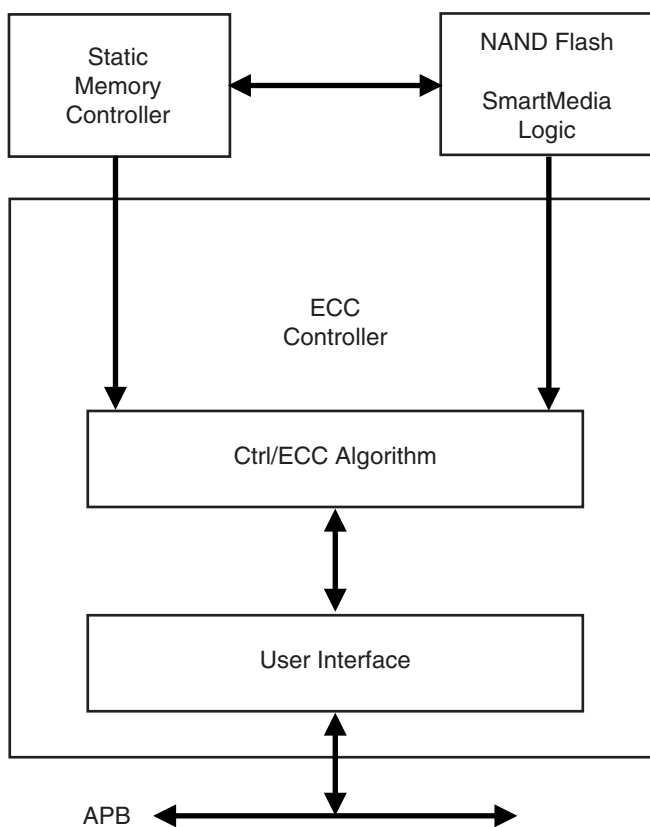 Static
Memory
Controller
NAND Flash
SmartMedia
Logic
ECC
Controller
Ctrl/ECC Algorithm
User Interface
APB